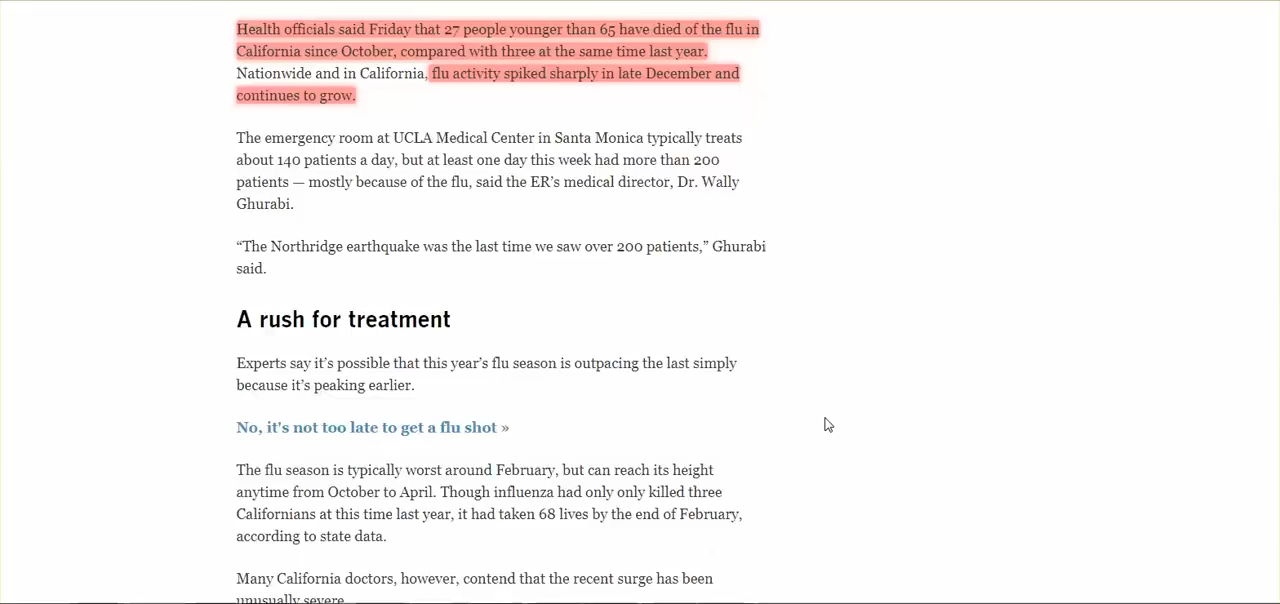 Health officials said Friday that 27 people younger than 65 have died of the flu in
California since October, compared with three at the same time last year.
Nationwide and in California, flu activity spiked sharply in late December and
continues to grow.
The emergency room at UCLA Medical Center in Santa Monica typically treats
about 140 patients a day, but at least one day this week had more than 200
patients — mostly because of the flu, said the ER’s medical director, Dr. Wally
Ghurabi.
“The Northridge earthquake was the last time we saw over 200 patients,” Ghurabi
said.
A rush for treatment
Experts say it’s possible that this year’s flu season is outpacing the last simply
because it’s peaking earlier.
No, it's not too late to get a flu shot »
The flu season is typically worst around February, but can reach its height
anytime from October to April. Though influenza had only only killed three
Californians at this time last year, it had taken 68 lives by the end of February,
according to state data.
Many California doctors, however, contend that the recent surge has been
unusually severe.